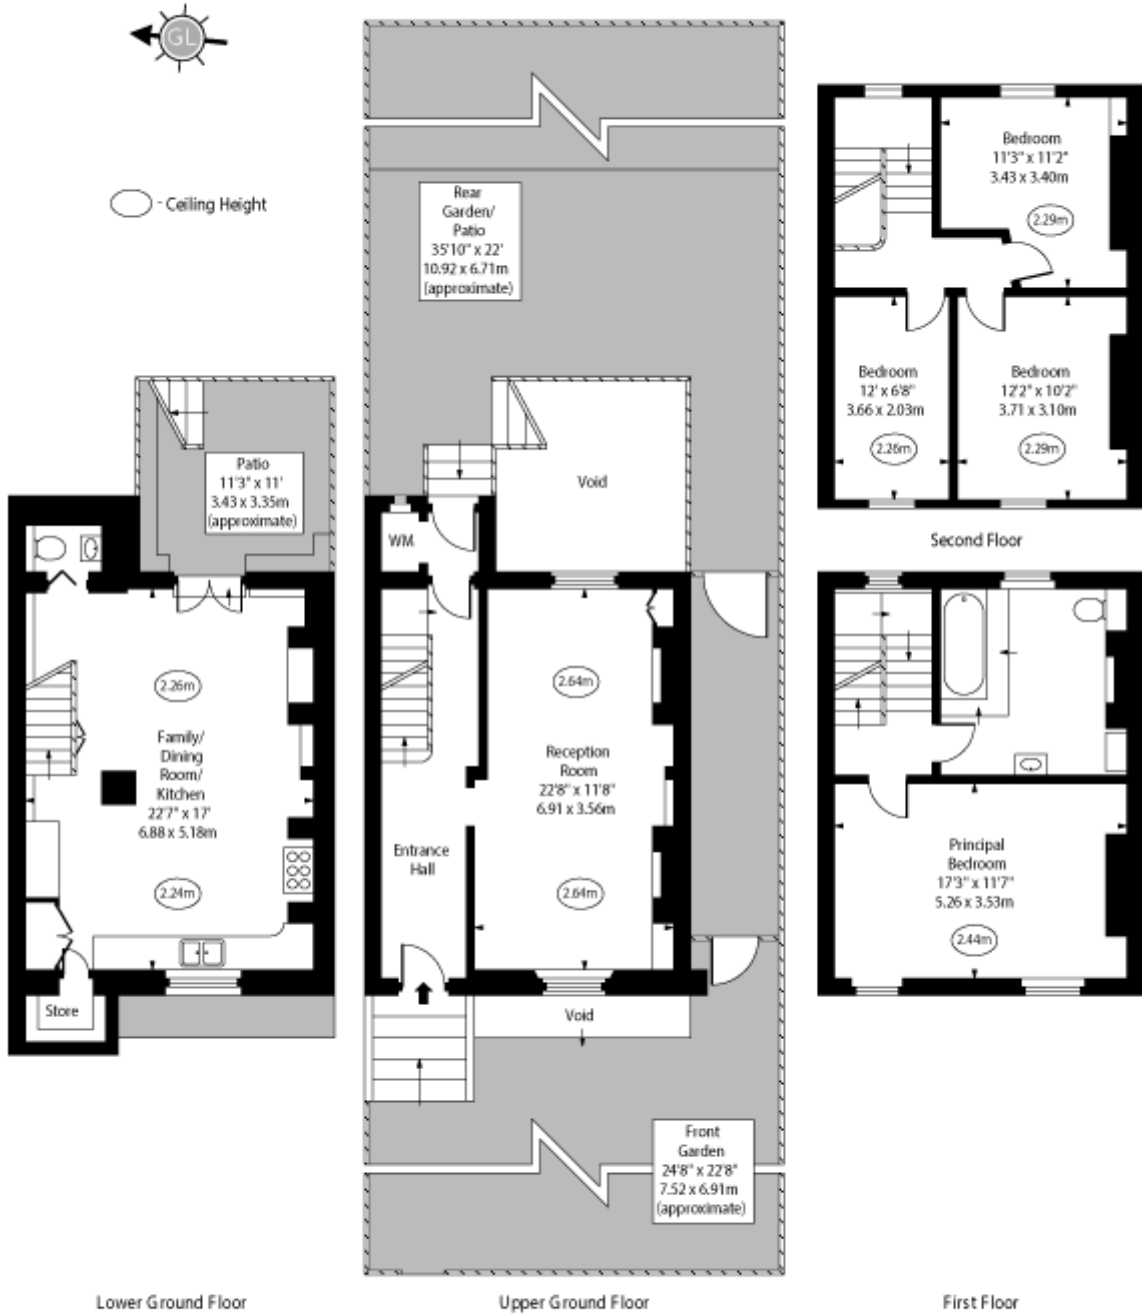 GL
- Ceiling Height
Rear
Garden/
Patio
35'10" x 22'
10.92 x 6.71m
(approximate)
Bedroom
11'3" x 11'2"
3.43 x 3.40m
2.29m
Bedroom
12' x 6'8"
3.66 x 2.03m
2.26m
Bedroom
12'2" x 10'2"
3.71 x 3.10m
2.29m
Second Floor
Patio
11'3" x 11'
3.43 x 3.35m
(approximate)
Void
WM
2.26m
Family/
Dining
Room/
Kitchen
22'7" x 17'
6.88 x 5.18m
2.24m
Store
2.64m
Reception
Room
22'8" x 11'8"
6.91 x 3.56m
2.64m
Entrance
Hall
Void
Principal
Bedroom
17'3" x 11'7"
5.26 x 3.53m
2.44m
Front
Garden
24'8" x 22'8"
7.52 x 6.91m
(approximate)
Lower Ground Floor
Upper Ground Floor
First Floor